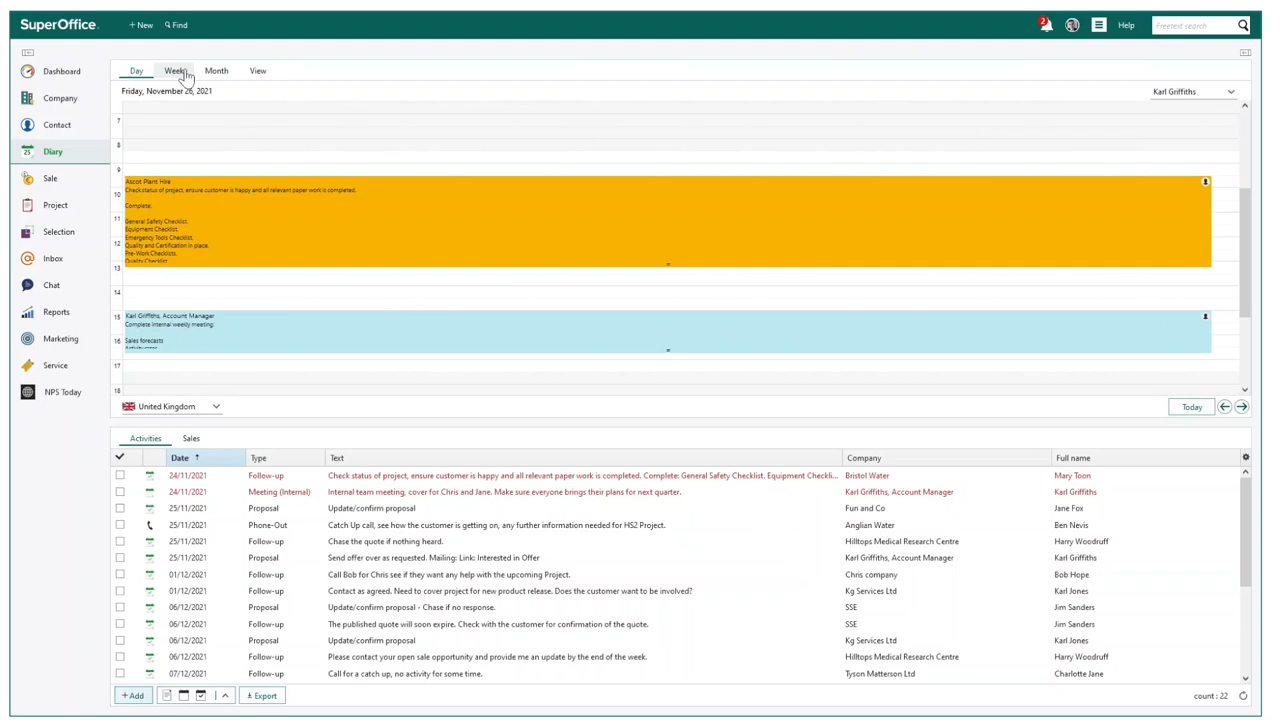 SuperOffice.
+ New
Find
2
Help
Freetext search
Dashboard
Company
Contact
25
Diary
Sale
Project
Selection
Inbox
Chat
Reports
Marketing
Service
NPS Today
Day
Week
Month
View
Friday, November 26, 2021
Karl Griffiths
7
8
9
10
11
12
13
14
15
16
17
18
Ascot Plant Hire
Check status of project, ensure customer is happy and all relevant paper work is completed.
Complete:
General Safety Checklist.
Equipment Checklist.
Emergency Tools Checklist.
Quality and Certification in place.
Pre-Work Checklists.
Quality Checklist
Karl Griffiths, Account Manager
Complete internal weekly meeting:
Sales forecasts
United Kingdom
Today
Activities
Sales
Date
Type
Text
Company
Full name
24/11/2021 Follow-up Check status of project, ensure customer is happy and all relevant paper work is completed. Complete: General Safety Checklist. Equipment Checkli... Bristol Water Mary Toon
24/11/2021 Meeting (Internal) Internal team meeting, cover for Chris and Jane. Make sure everyone brings their plans for next quarter. Karl Griffiths, Account Manager Karl Griffiths
25/11/2021 Proposal Update/confirm proposal Fun and Co Jane Fox
25/11/2021 Phone-Out Catch Up call, see how the customer is getting on, any further information needed for HS2 Project. Anglian Water Ben Nevis
25/11/2021 Follow-up Chase the quote if nothing heard. Hilltops Medical Research Centre Harry Woodruff
25/11/2021 Proposal Send offer over as requested. Mailing: Link: Interested in Offer Karl Griffiths, Account Manager Karl Griffiths
01/12/2021 Follow-up Call Bob for Chris see if they want any help with the upcoming Project. Chris company Bob Hope
01/12/2021 Follow-up Contact as agreed. Need to cover project for new product release. Does the customer want to be involved? Kg Services Ltd Karl Jones
06/12/2021 Proposal Update/confirm proposal - Chase if no response. SSE Jim Sanders
06/12/2021 Follow-up The published quote will soon expire. Check with the customer for confirmation of the quote. SSE Jim Sanders
06/12/2021 Proposal Update/confirm proposal Kg Services Ltd Karl Jones
06/12/2021 Follow-up Please contact your open sale opportunity and provide me an update by the end of the week. Hilltops Medical Research Centre Harry Woodruff
07/12/2021 Follow-up Call for a catch up, no activity for some time. Tyson Matterson Ltd Charlotte Jane
+ Add
Export
count : 22